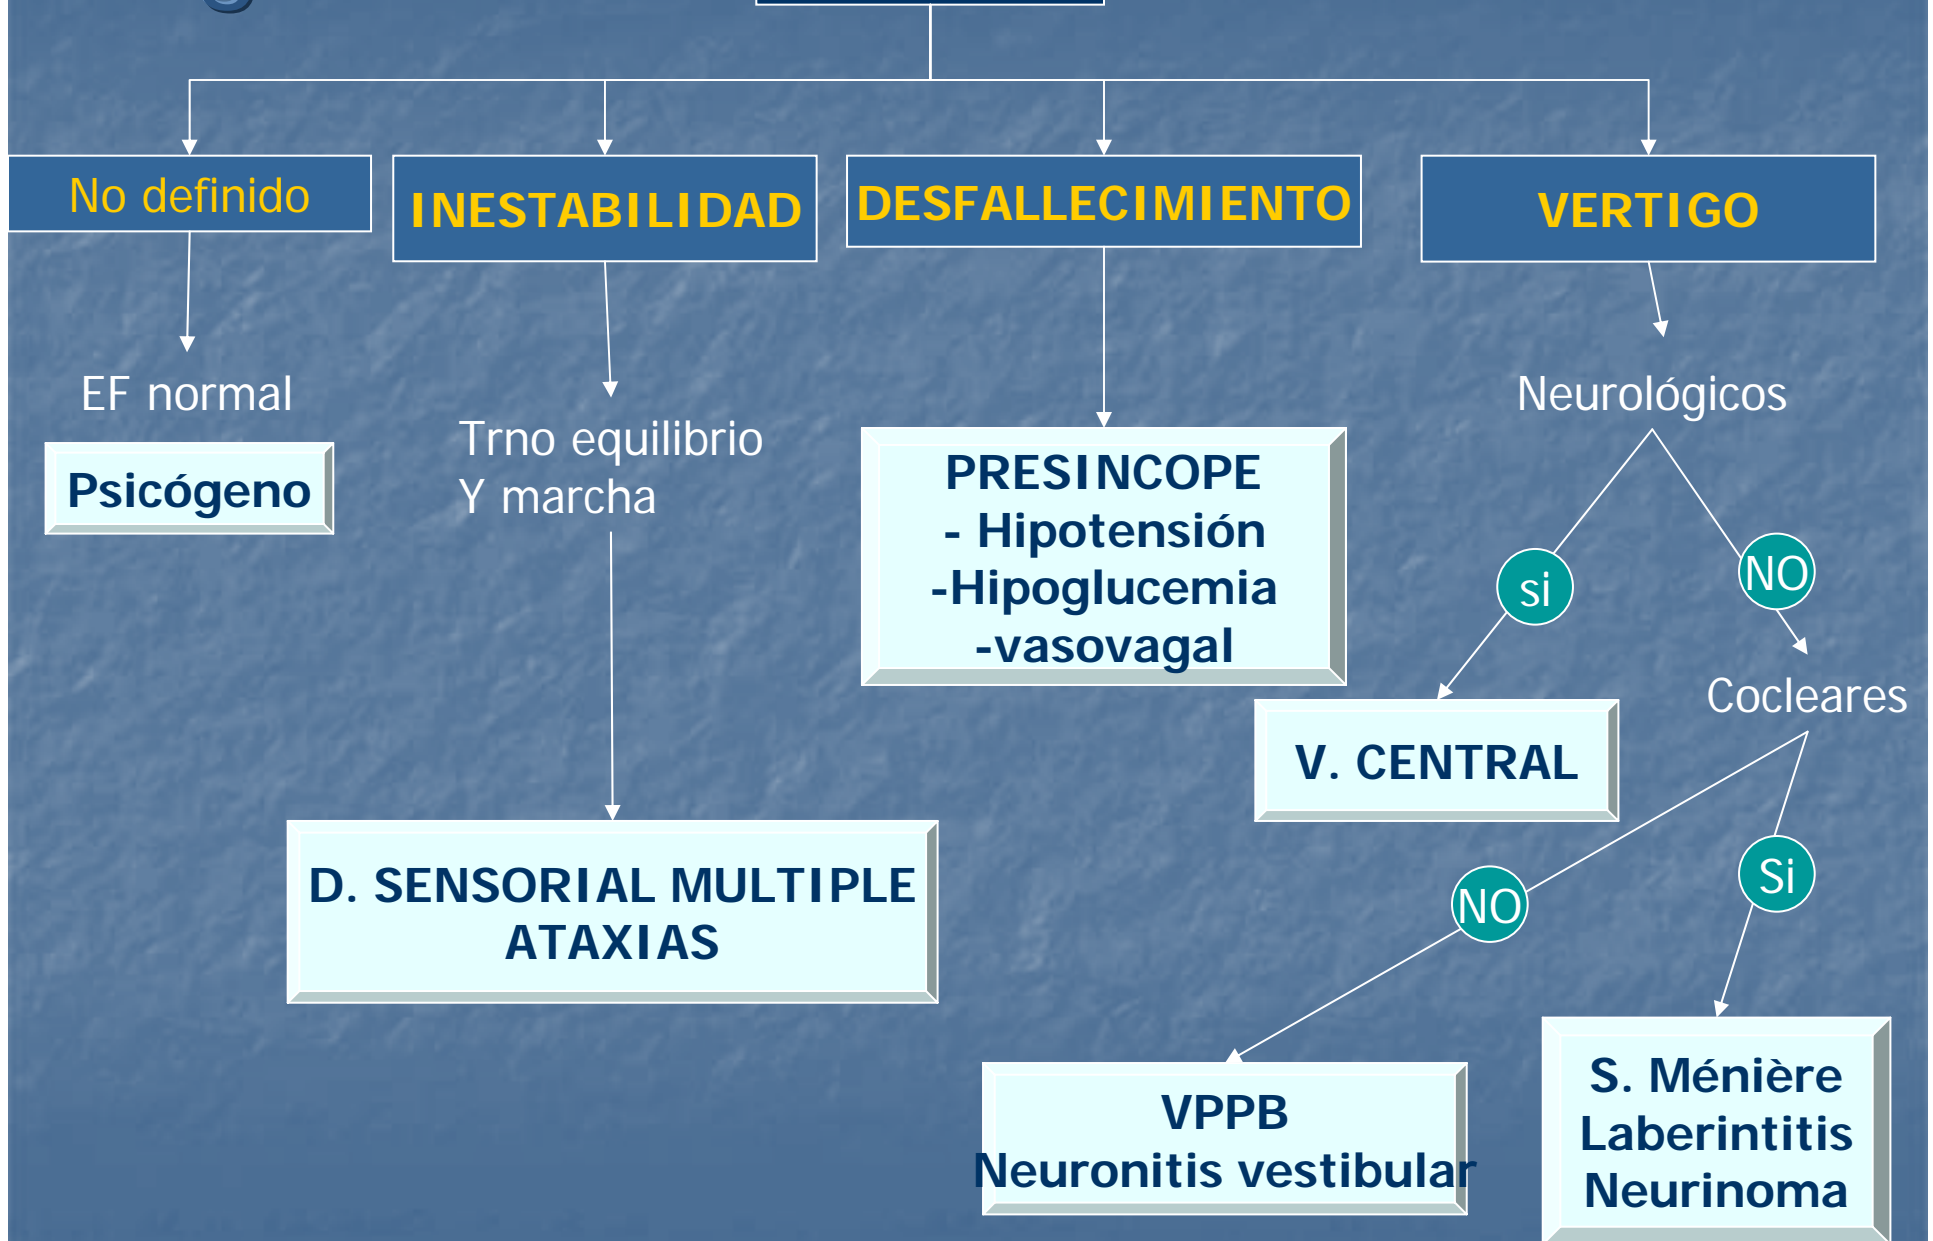 No definido
INESTABILIDAD
DESFALLECIMIENTO
VERTIGO
EF normal
Psicógeno
Trno equilibrio
Y marcha
D. SENSORIAL MULTIPLE
ATAXIAS
PRESINCOPE
- Hipotensión
-Hipoglucemia
-vasovagal
Neurológicos
si
NO
V. CENTRAL
Cocleares
NO
Si
VPPB
Neuronitis vestibular
S. Ménière
Laberintitis
Neurinoma